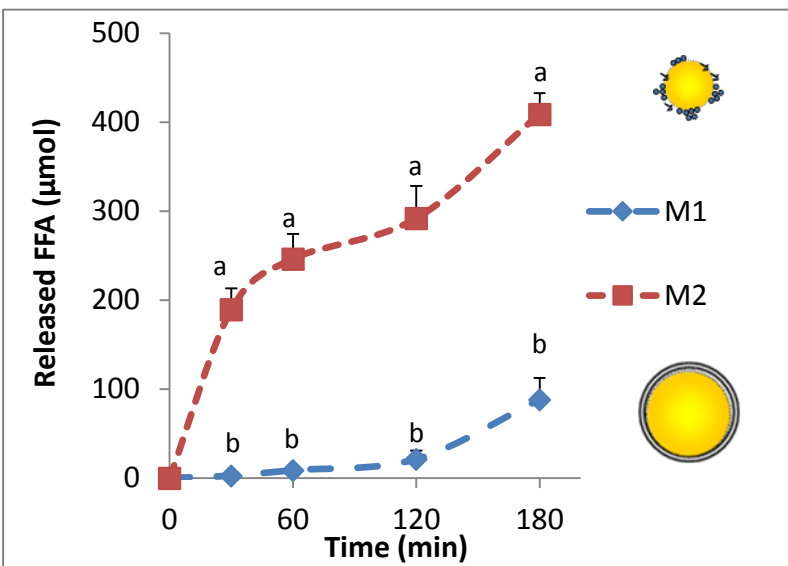 500
400
300
200
100
0
Released FFA (µmol)
0
60
120
180
Time (min)
a
a
a
a
b
b
b
b
M1
M2